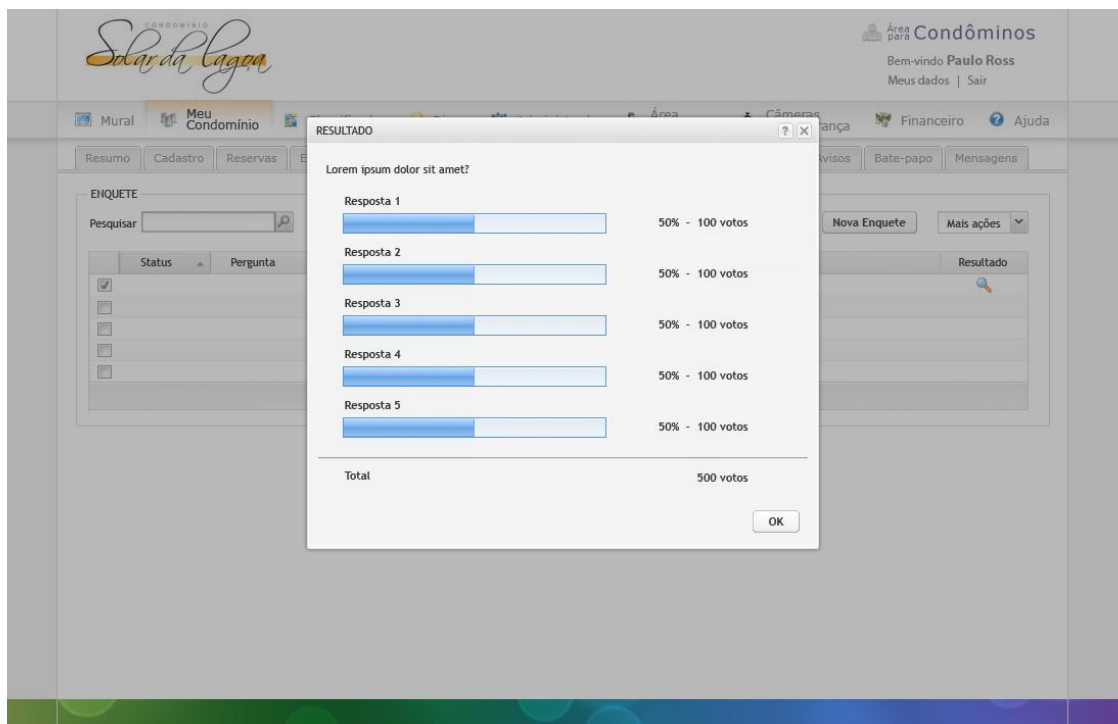 CONDOMÍNIO
Solar da Lagoa
Área para Condôminos
Bem-vindo Paulo Ross
Meus dados | Sair
Mural
Meu Condomínio
Área
Câmeras
Financeiro
Ajuda
Resumo
Cadastro
Reservas
Bate-papo
Mensagens
ENQUETE
Pesquisar
Nova Enquete
Mais ações
Status
Pergunta
Resultado
RESULTADO
Lorem ipsum dolor sit amet?
Resposta 1
50% - 100 votos
Resposta 2
50% - 100 votos
Resposta 3
50% - 100 votos
Resposta 4
50% - 100 votos
Resposta 5
50% - 100 votos
Total
500 votos
OK